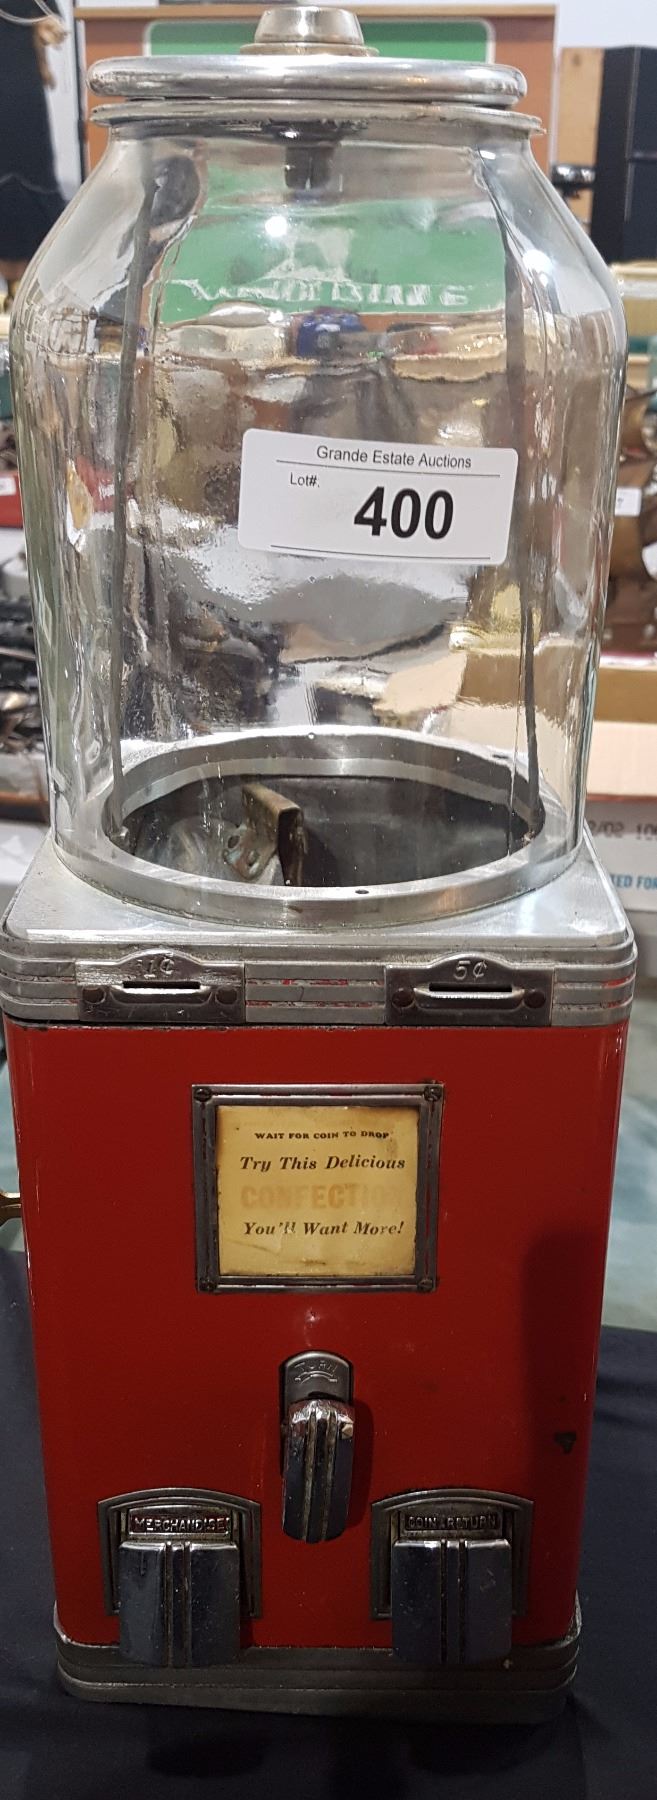 Grande Estate Auctions
Lot#.
400
1¢
5¢
WAIT FOR COIN TO DROP
Try This Delicious
CONFECTION
You'll Want More!
TURN
MERCHANDISE
COIN RETURN